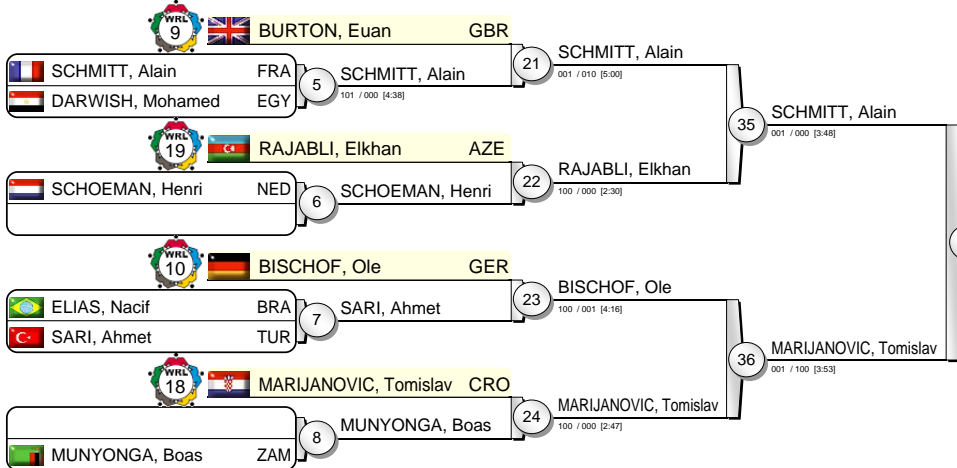 WRL
9
BURTON, Euan GBR
SCHMITT, Alain FRA
DARWISH, Mohamed EGY
5
SCHMITT, Alain
101 / 000 [4:38]
21
SCHMITT, Alain
001 / 010 [5:00]
WRL
19
RAJABLI, Elkhan AZE
SCHOEMAN, Henri NED
6
SCHOEMAN, Henri
22
RAJABLI, Elkhan
100 / 000 [2:30]
35
SCHMITT, Alain
001 / 000 [3:48]
WRL
10
BISCHOF, Ole GER
ELIAS, Nacif BRA
SARI, Ahmet TUR
7
SARI, Ahmet
23
BISCHOF, Ole
100 / 001 [4:16]
WRL
18
MARIJANOVIC, Tomislav CRO
MUNYONGA, Boas ZAM
8
MUNYONGA, Boas
24
MARIJANOVIC, Tomislav
100 / 000 [2:47]
36
MARIJANOVIC, Tomislav
001 / 100 [3:53]